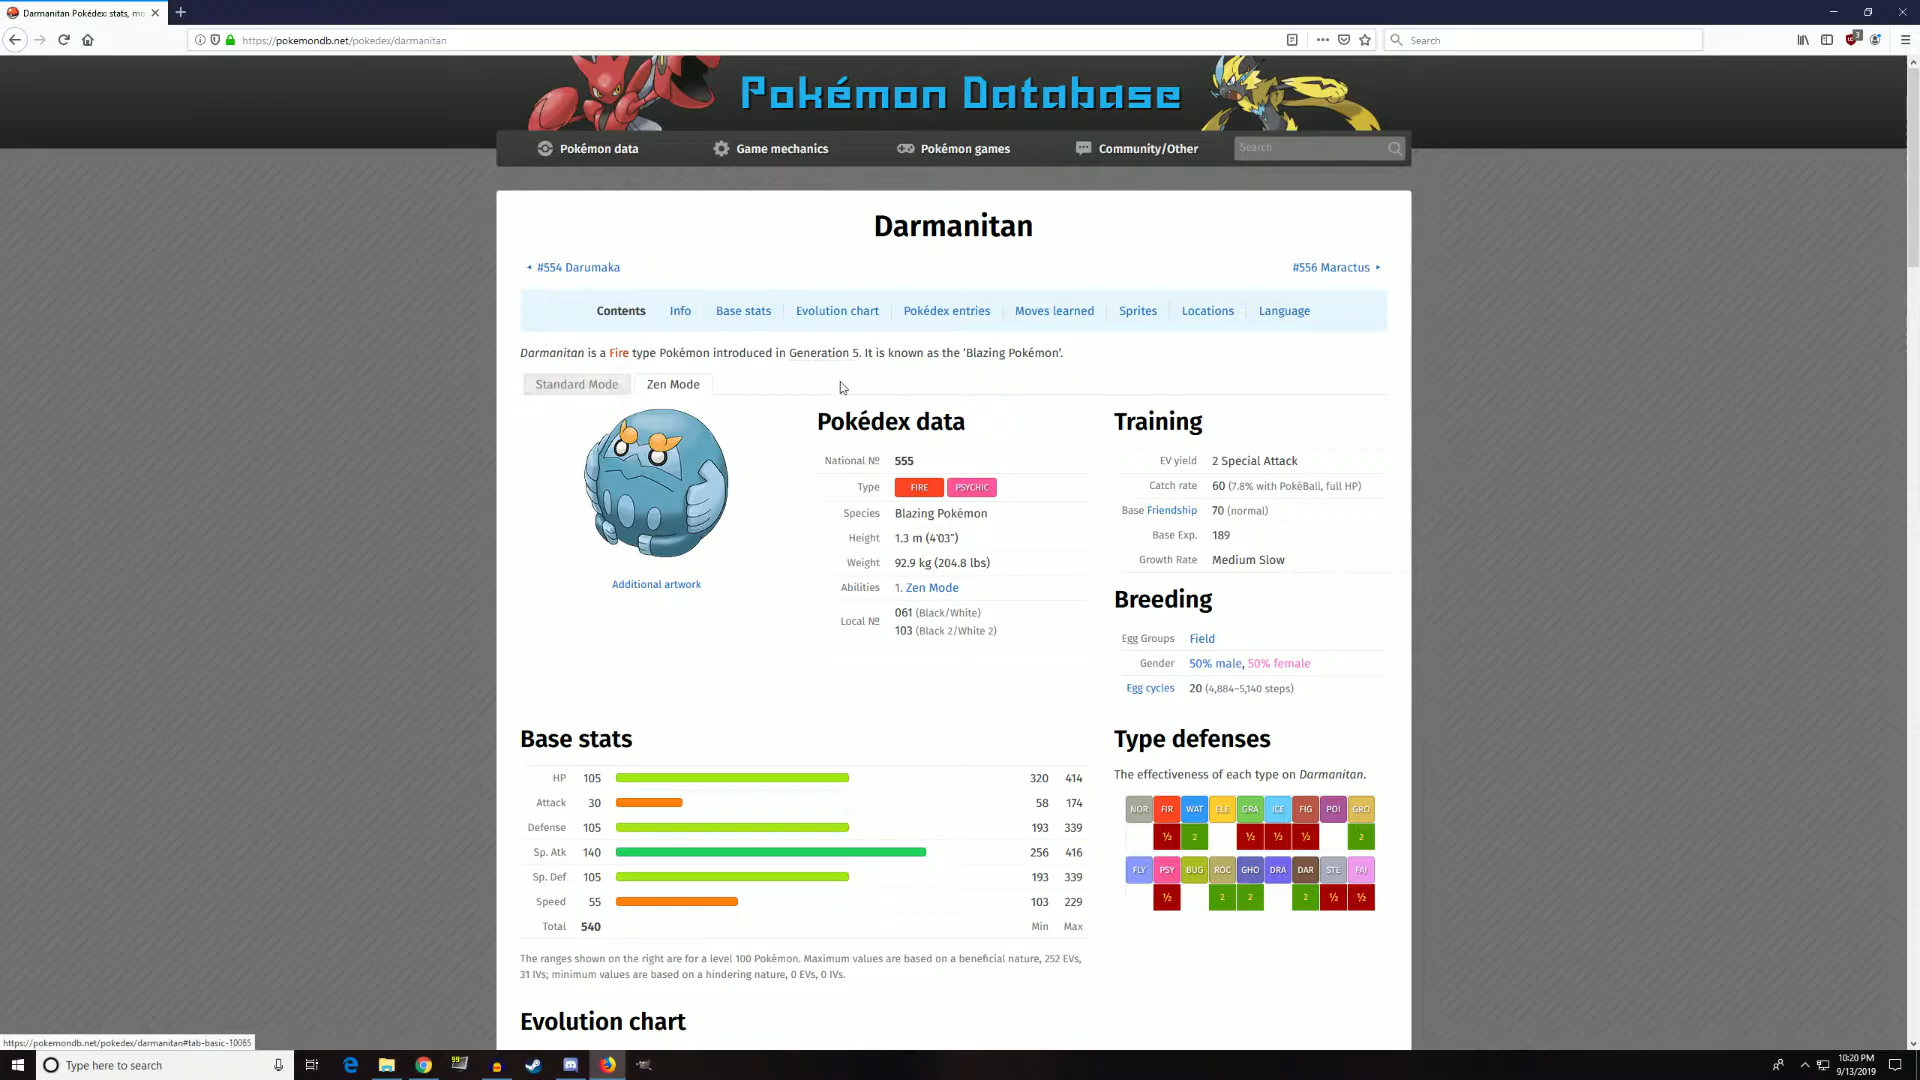 Darmanitan Pokédex: stats, mo
https://pokemondb.net/pokedex/darmanitan
Search
3
Pokémon Database
Pokémon data
Game mechanics
Pokémon games
Community/Other
Search
Darmanitan
#554 Darumaka
#556 Maractus
Contents
Info
Base stats
Evolution chart
Pokédex entries
Moves learned
Sprites
Locations
Language
Darmanitan is a Fire type Pokémon introduced in Generation 5. It is known as the ‘Blazing Pokémon’.
Standard Mode
Zen Mode
Additional artwork
Pokédex data
National № 555
Type FIRE PSYCHIC
Species Blazing Pokémon
Height 1.3 m (4′03″)
Weight 92.9 kg (204.8 lbs)
Abilities 1. Zen Mode
Local № 061 (Black/White)
103 (Black 2/White 2)
Training
EV yield 2 Special Attack
Catch rate 60 (7.8% with PokéBall, full HP)
Base Friendship 70 (normal)
Base Exp. 189
Growth Rate Medium Slow
Breeding
Egg Groups Field
Gender 50% male, 50% female
Egg cycles 20 (4,884–5,140 steps)
Base stats
HP 105 320 414
Attack 30 58 174
Defense 105 193 339
Sp. Atk 140 256 416
Sp. Def 105 193 339
Speed 55 103 229
Total 540 Min Max
The ranges shown on the right are for a level 100 Pokémon. Maximum values are based on a beneficial nature, 252 EVs,
31 IVs; minimum values are based on a hindering nature, 0 EVs, 0 IVs.
Type defenses
The effectiveness of each type on Darmanitan.
NOR FIR WAT ELE GRA ICE FIG POI GRO
½ 2 ½ ½ ½ 2
FLY PSY BUG ROC GHO DRA DAR STE FAI
½ 2 2 2 ½ ½
Evolution chart
https://pokemondb.net/pokedex/darmanitan#tab-basic-10065
Type here to search
99
10:20 PM
9/13/2019